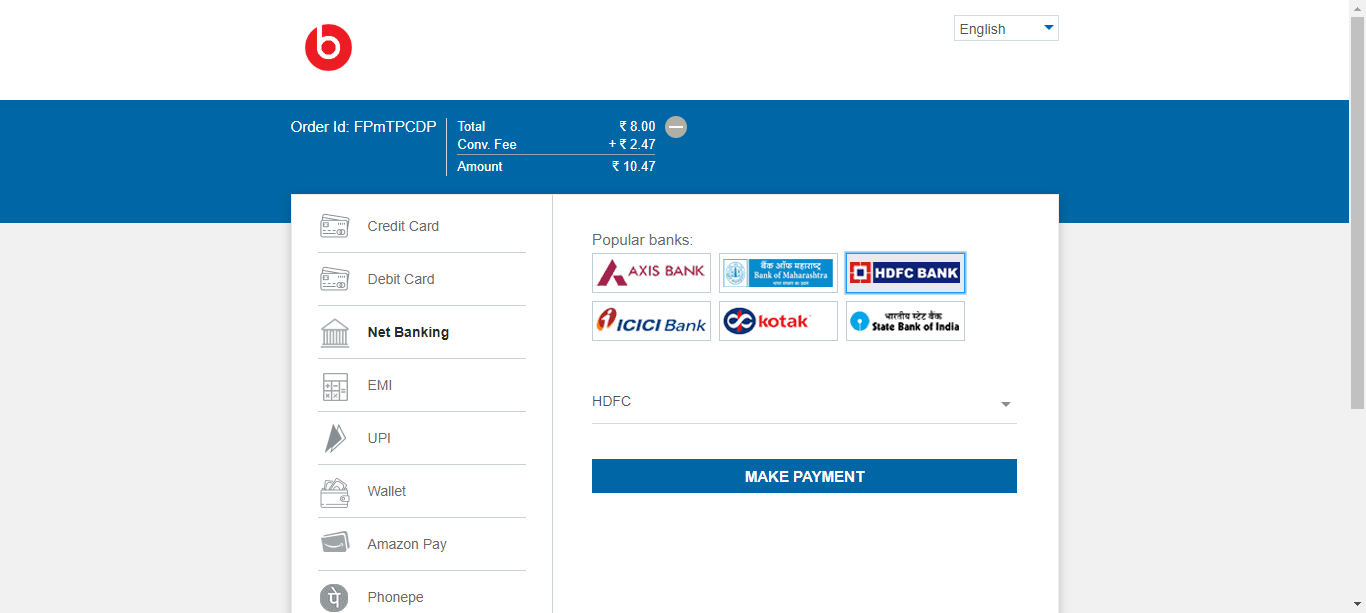 b
English
Order Id: FPmTPCDP
Total ₹ 8.00
Conv. Fee + ₹ 2.47
Amount ₹ 10.47
Credit Card
Debit Card
Net Banking
EMI
UPI
Wallet
Amazon Pay
पे Phonepe
Popular banks:
AXIS BANK
बैंक ऑफ महाराष्ट्र
Bank of Maharashtra
HDFC BANK
ICICI Bank
kotak
भारतीय स्टेट बैंक
State Bank of India
HDFC
MAKE PAYMENT